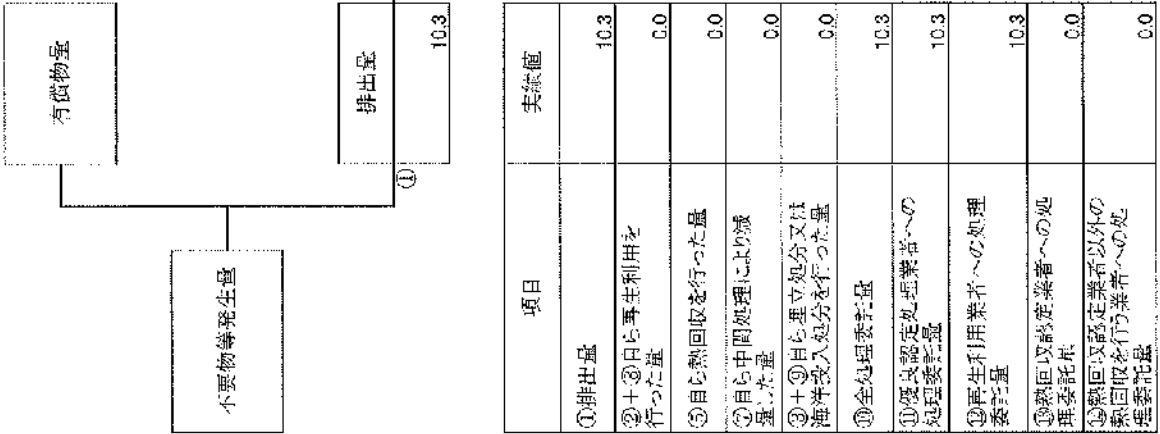 有償物量
不要物等発生量
①
排出量
10.3
項目
実績値
①排出量
10.3
②+③自ら再生利用を
行った量
0.0
⑤自ら熱回収を行った量
0.0
⑦自ら中間処理により減
量した量
0.0
③+⑨自ら埋立処分又は
海洋投入処分を行った量
0.0
⑩全処理委託量
10.3
⑪優良認定処理業者への
処理委託量
10.3
⑫再生利用業者への処理
委託量
10.3
⑬熱回収認定業者への処
理委託量
0.0
⑭熱回収認定業者以外の
熱回収を行う業者への処
理委託量
0.0